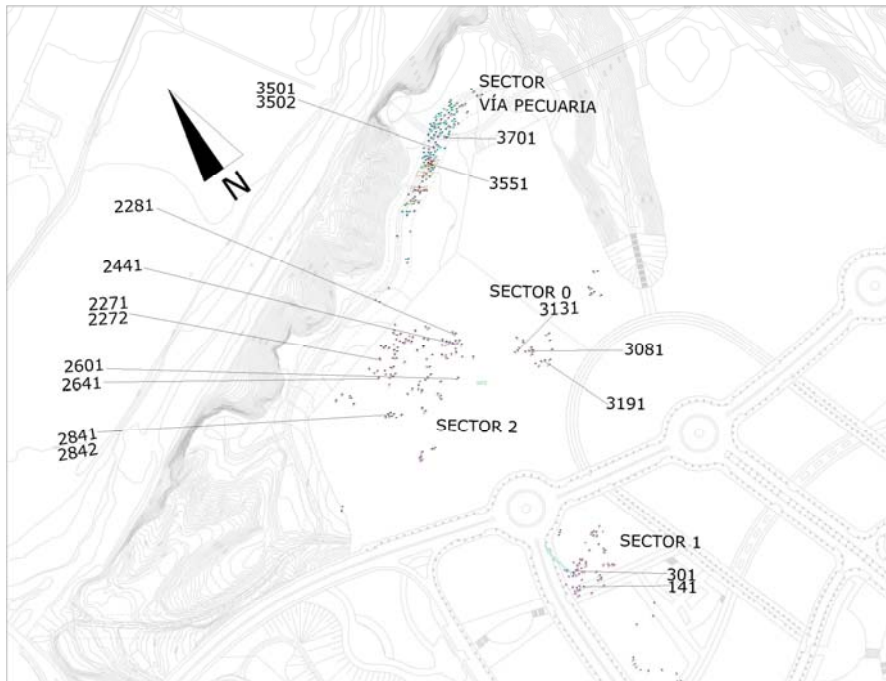 3501
3502
SECTOR
VÍA PECUARIA
3701
3551
N
2281
2441
2271
2272
2601
2641
2841
2842
SECTOR 2
SECTOR 0
3131
3081
3191
SECTOR 1
301
141